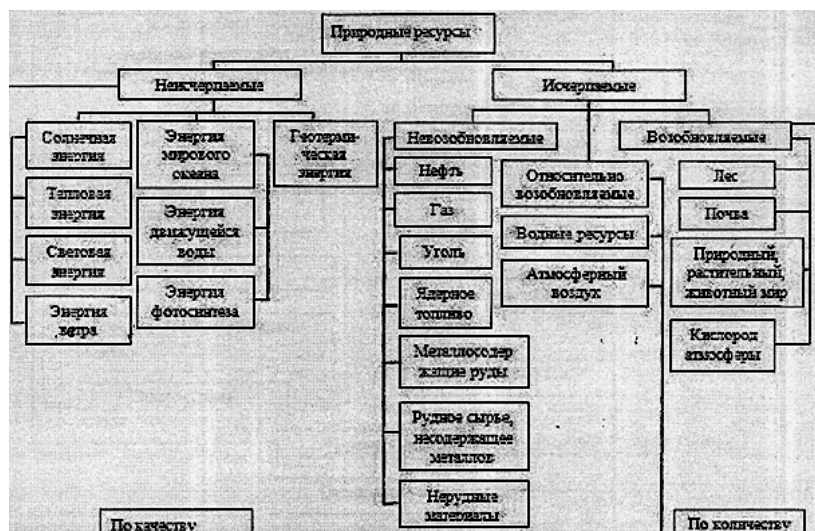 Природные ресурсы
Неисчерпаемые
Исчерпаемые
Солнечная
энергия
Тепловая
энергия
Световая
энергия
Энергия
ветра
Энергия
мирового
океана
Энергия
движущейся
воды
Энергия
фотосинтеза
Геотерми-
ческая
энергия
Невозобновляемые
Нефть
Газ
Уголь
Ядерное
топливо
Металлосодер
жащие руды
Рудное сырье,
несодержащее
металлов
Нерудные
материалы
Относительно
возобновляемые
Водные ресурсы
Атмосферный
воздух
Возобновляемые
Лес
Почва
Природный,
растительный,
животный мир
Кислород
атмосферы
По качеству
По количеству